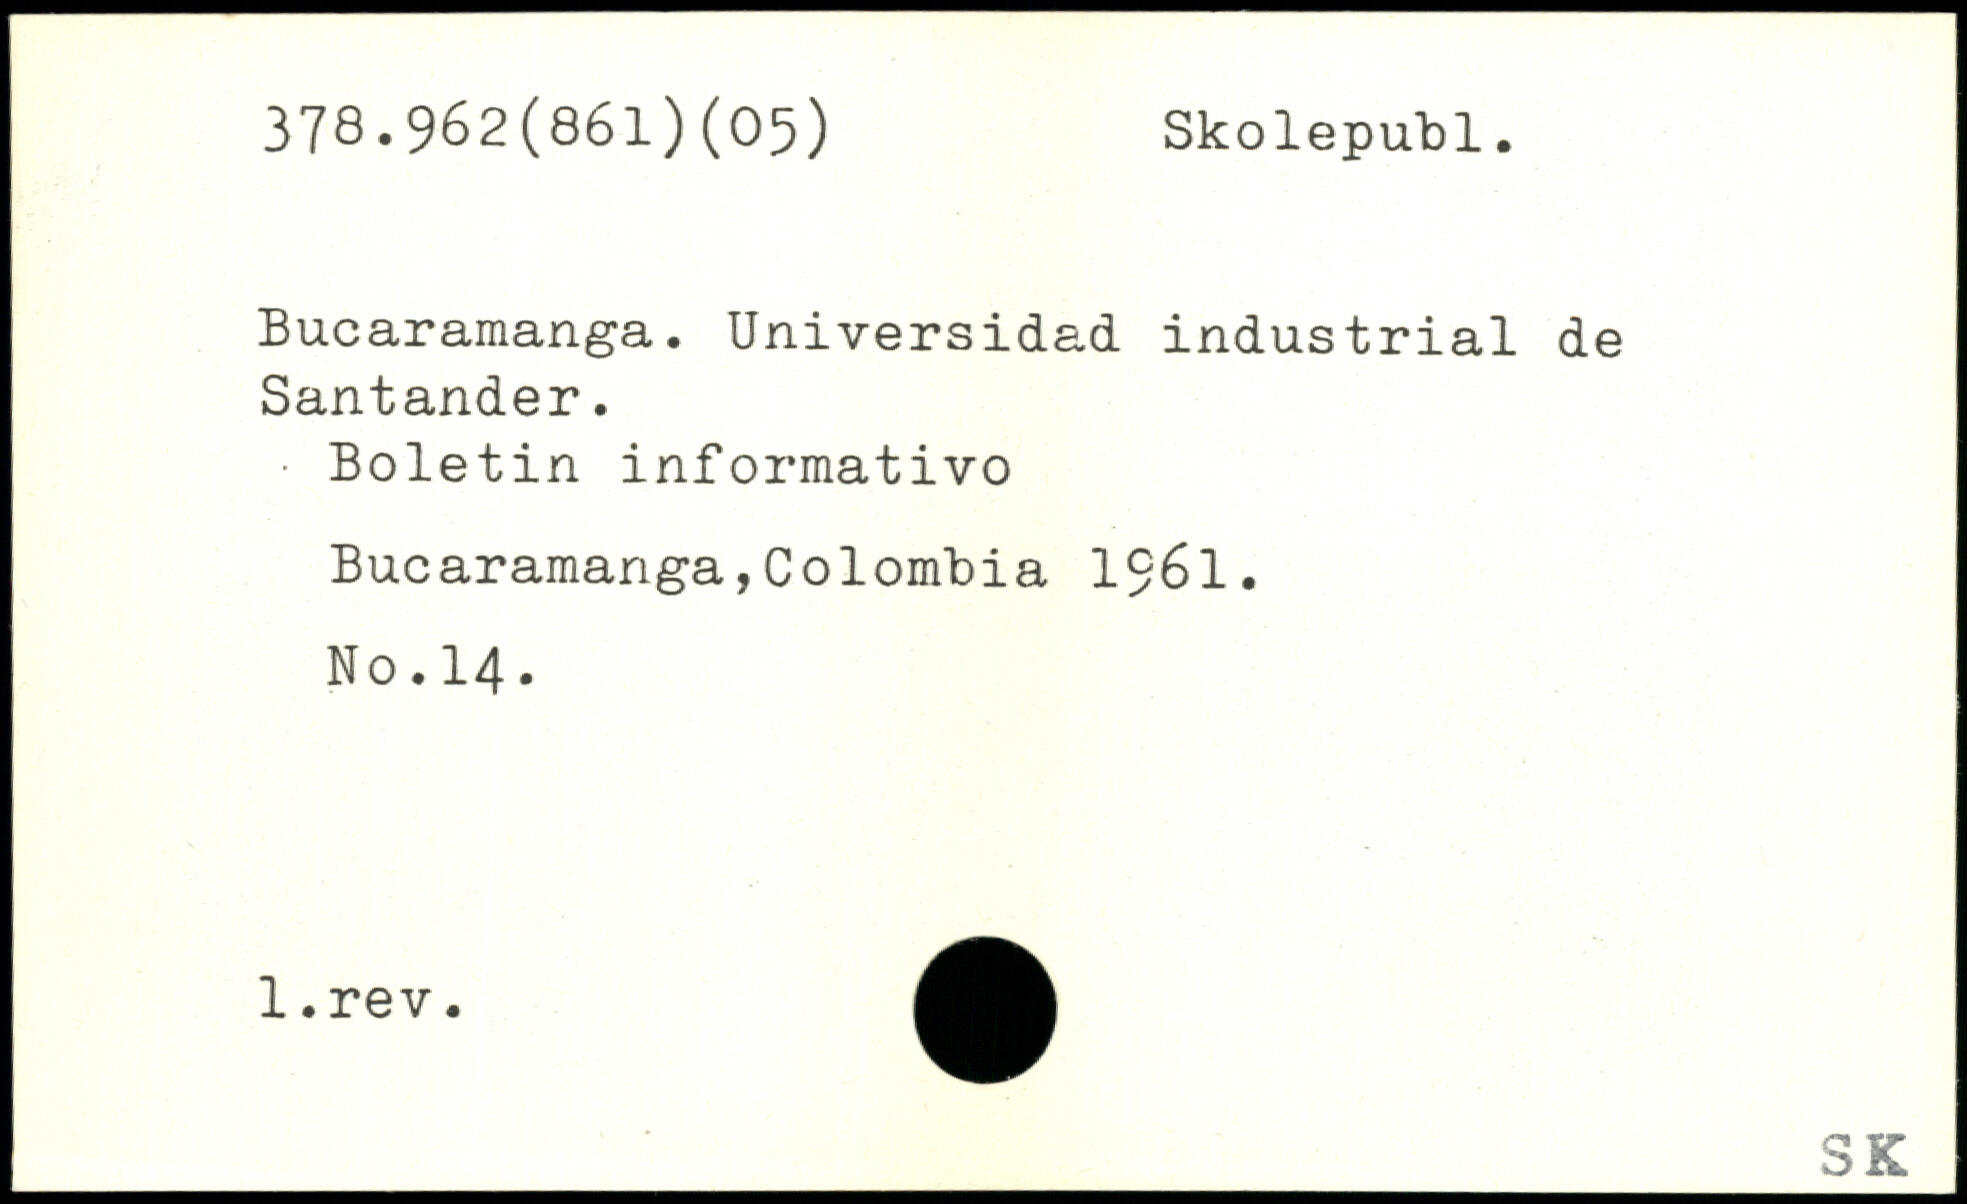 378.962(861)(05) Skolepubl.
Bucaramanga. Universidad industrial de
Santander.
Boletin informativo
Bucaramanga,Colombia 1961.
No.14.
1.rev.
SK